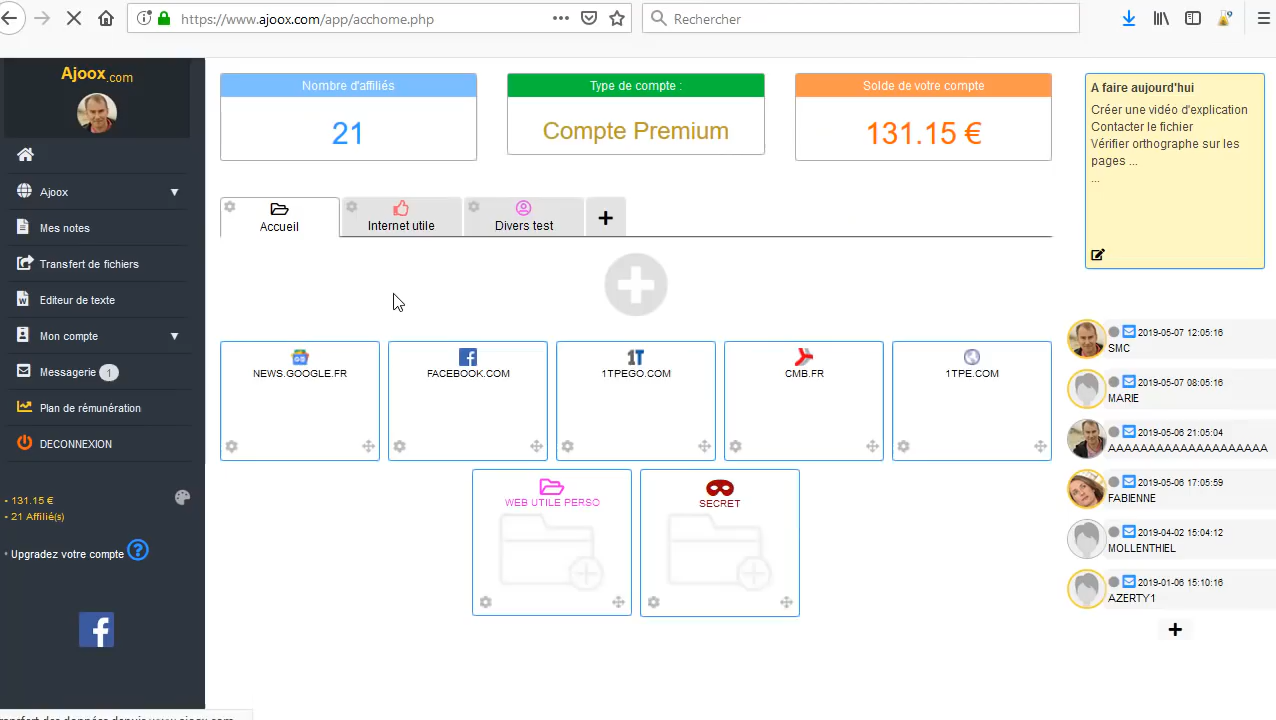 https://www.ajoox.com/app/acchome.php
Rechercher
Ajoox.com
Ajoox
Mes notes
Transfert de fichiers
Editeur de texte
Mon compte
Messagerie 1
Plan de rémunération
DECONNEXION
- 131.15 €
- 21 Affilié(s)
• Upgradez votre compte
Nombre d'affiliés
21
Type de compte :
Compte Premium
Solde de votre compte
131.15 €
Accueil
Internet utile
Divers test
NEWS.GOOGLE.FR
FACEBOOK.COM
1T
1TPEGO.COM
CMB.FR
1TPE.COM
WEB UTILE PERSO
SECRET
A faire aujourd'hui
Créer une vidéo d'explication
Contacter le fichier
Vérifier orthographe sur les
pages ...
...
2019-05-07 12:05:16
SMC
2019-05-07 08:05:16
MARIE
2019-05-06 21:05:04
AAAAAAAAAAAAAAAAAAAA
2019-05-06 17:05:59
FABIENNE
2019-04-02 15:04:12
MOLLENTHIEL
2019-01-06 15:10:16
AZERTY1